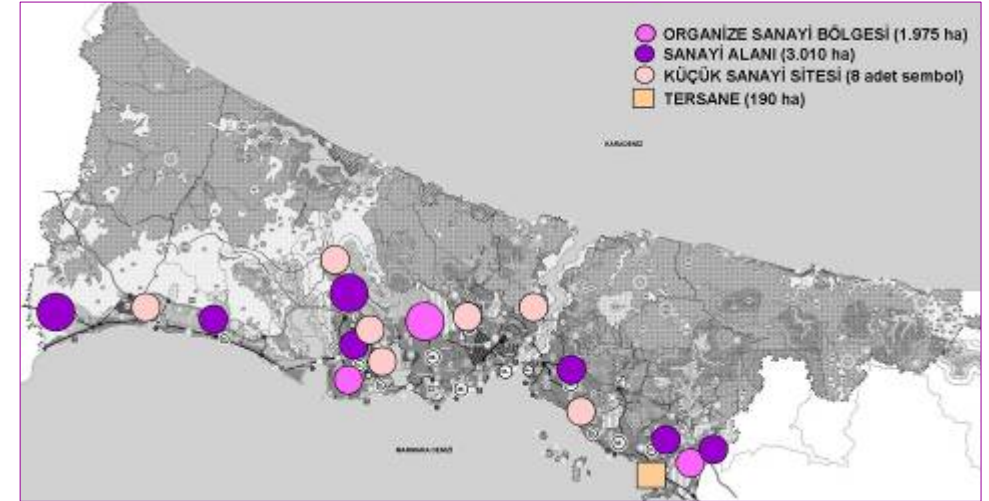 ORGANİZE SANAYİ BÖLGESİ (1.975 ha)
SANAYİ ALANI (3.010 ha)
KÜÇÜK SANAYİ SİTESİ (8 adet sembol)
TERSANE (190 ha)
KARADENİZ
MARMARA DENİZİ